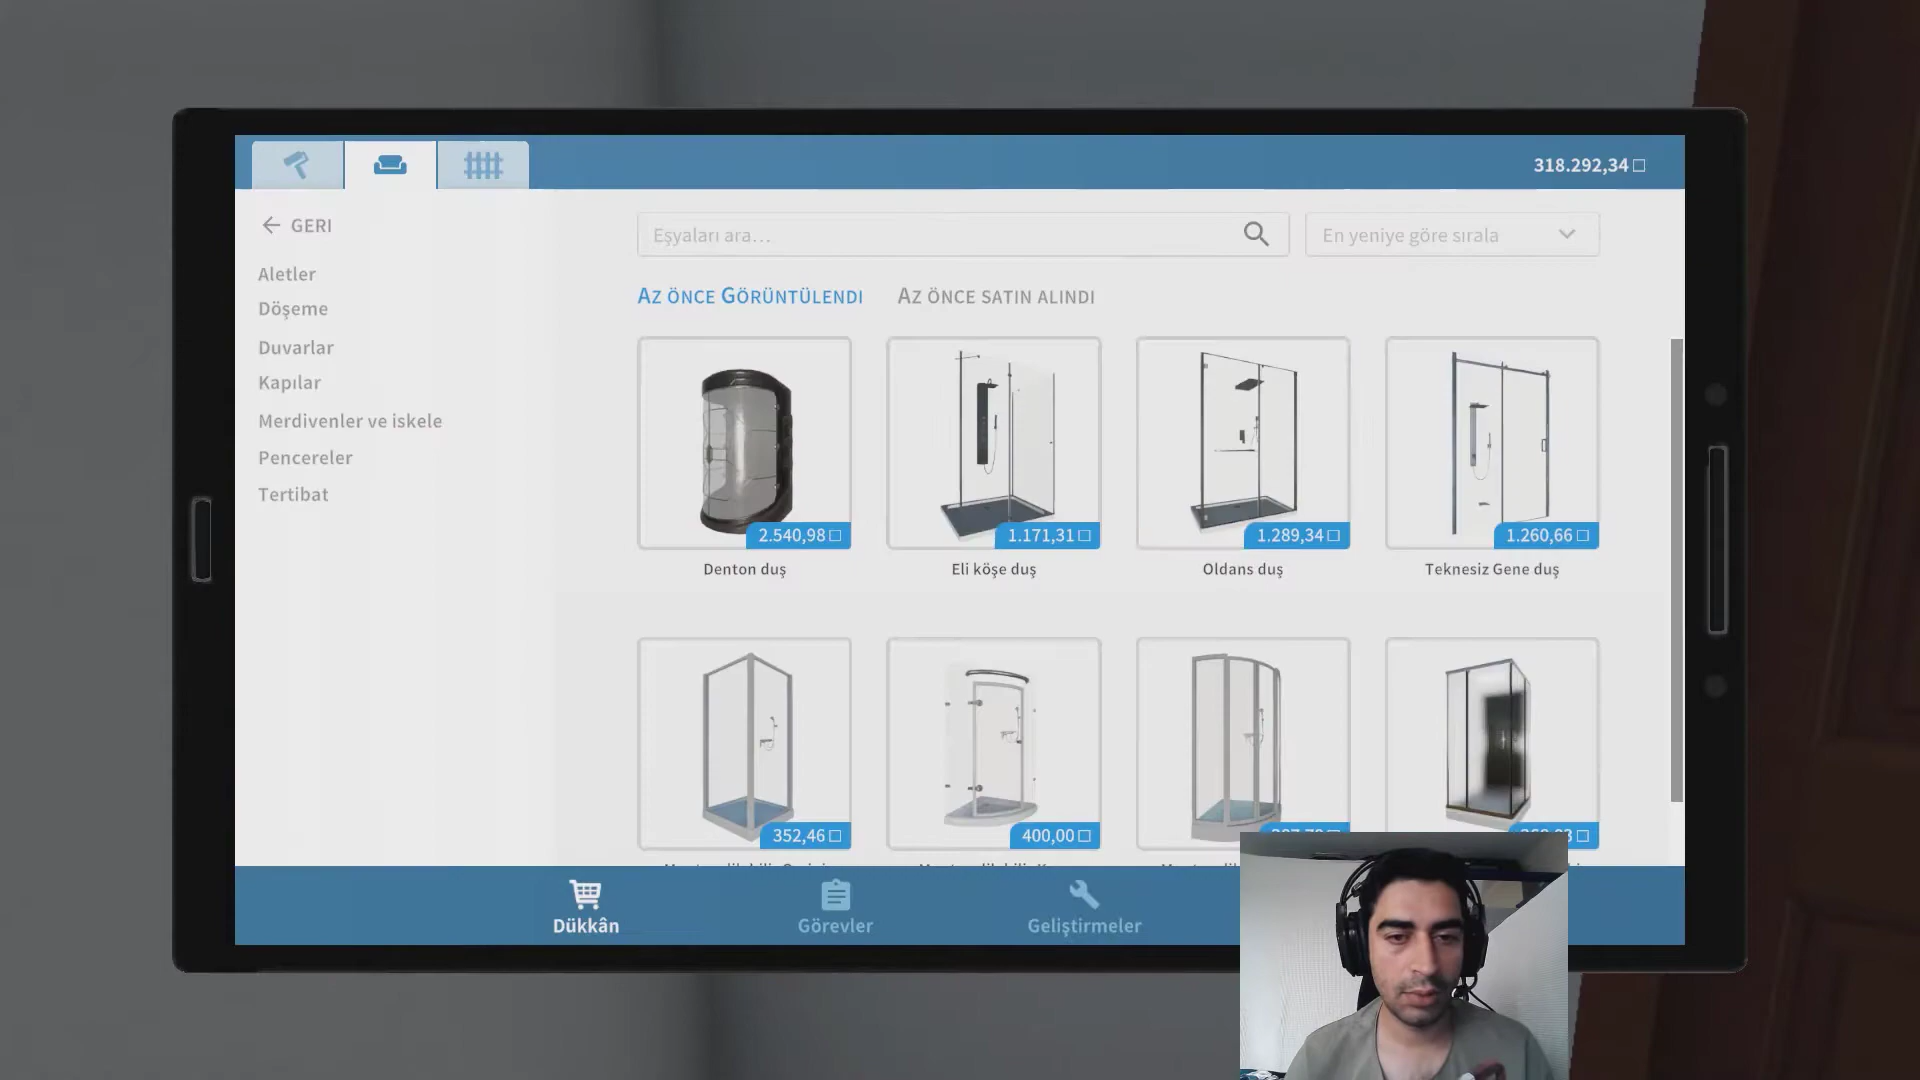 318.292,34
GERI
Aletler
Döşeme
Duvarlar
Kapılar
Merdivenler ve iskele
Pencereler
Tertibat
Eşyaları ara...
En yeniye göre sırala
AZ ÖNCE GÖRÜNTÜLENDI
AZ ÖNCE SATIN ALINDI
2.540,98
1.171,31
1.289,34
1.260,66
Denton duş
Eli köşe duş
Oldans duş
Teknesiz Gene duş
352,46
400,00
Dükkân
Görevler
Geliştirmeler